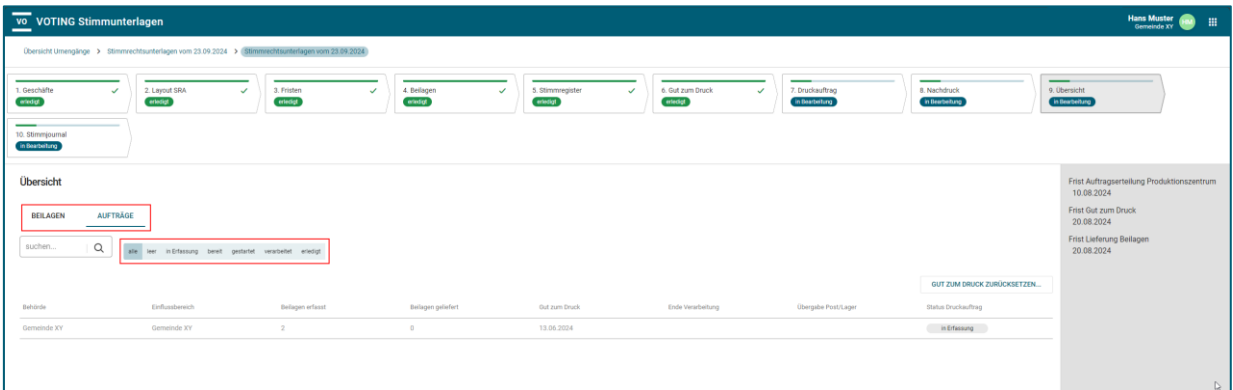 VO VOTING Stimmunterlagen
Hans Muster
Gemeinde XY
HM
Übersicht Urnengänge > Stimmrechtsunterlagen vom 23.09.2024 > Stimmrechtsunterlagen vom 23.09.2024
1. Geschäfte
erledigt
2. Layout SRA
erledigt
3. Fristen
erledigt
4. Beilagen
erledigt
5. Stimmregister
erledigt
6. Gut zum Druck
erledigt
7. Druckauftrag
in Bearbeitung
8. Nachdruck
in Bearbeitung
9. Übersicht
in Bearbeitung
10. Stimmjournal
in Bearbeitung
Übersicht
BEILAGEN AUFTRÄGE
suchen...
alle leer in Erfassung bereit gestartet verarbeitet erledigt
GUT ZUM DRUCK ZURÜCKSETZEN...
Behörde Einflussbereich Beilagen erfasst Beilagen geliefert Gut zum Druck Ende Verarbeitung Übergabe Post/Lager Status Druckauftrag
Gemeinde XY Gemeinde XY 2 0 13.06.2024 in Erfassung
Frist Auftragserteilung Produktionszentrum
10.08.2024
Frist Gut zum Druck
20.08.2024
Frist Lieferung Beilagen
20.08.2024